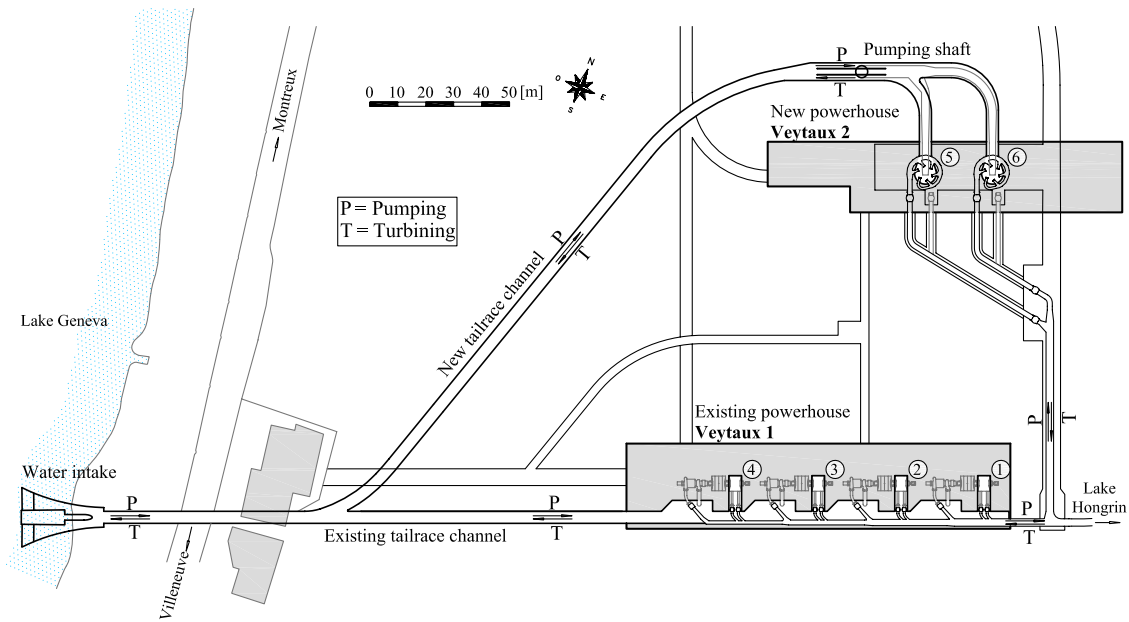 P
Pumping shaft
T
N
O
E
S
0 10 20 30 40 50 [m]
Montreux
New powerhouse
Veytaux 2
5
6
P = Pumping
T = Turbining
P
T
New tailrace channel
Lake Geneva
Existing powerhouse
Veytaux 1
P
T
Water intake
4
3
2
1
Lake
Hongrin
P
T
P
T
P
T
Existing tailrace channel
Villeneuve